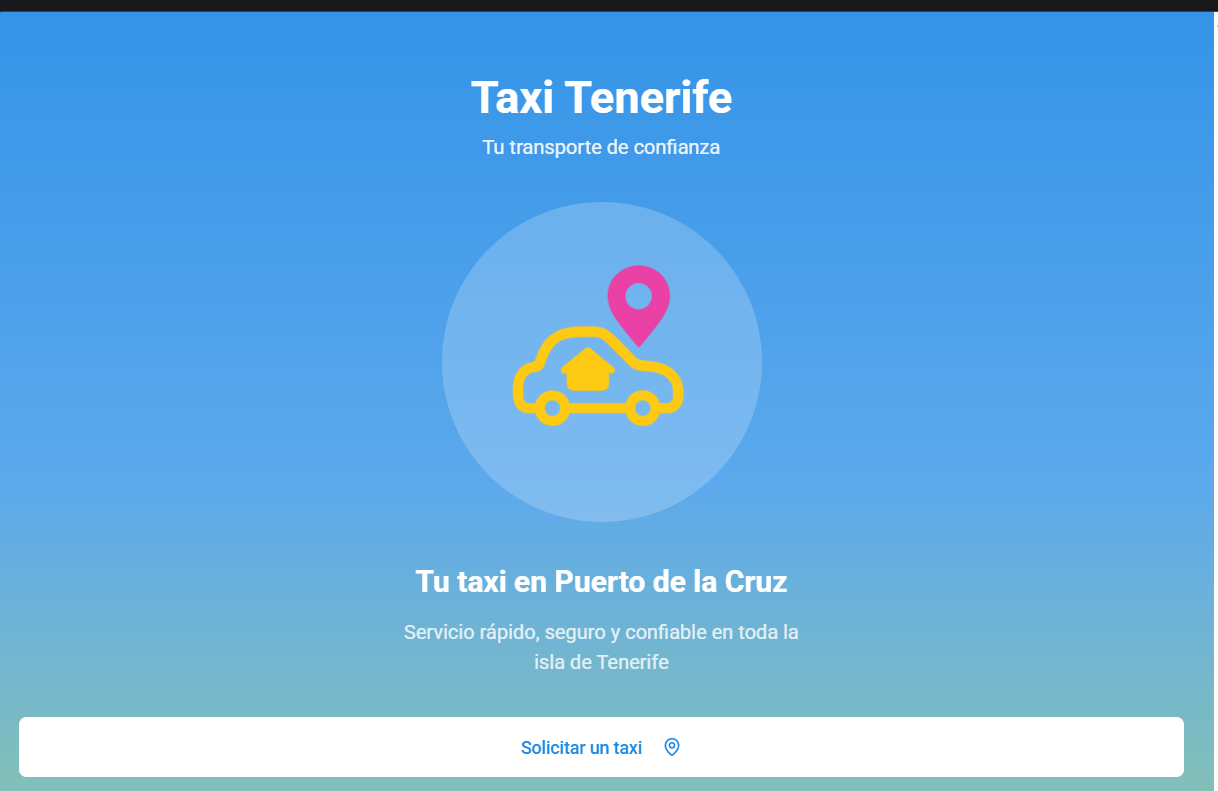 Taxi Tenerife
Tu transporte de confianza
Tu taxi en Puerto de la Cruz
Servicio rápido, seguro y confiable en toda la
isla de Tenerife
Solicitar un taxi